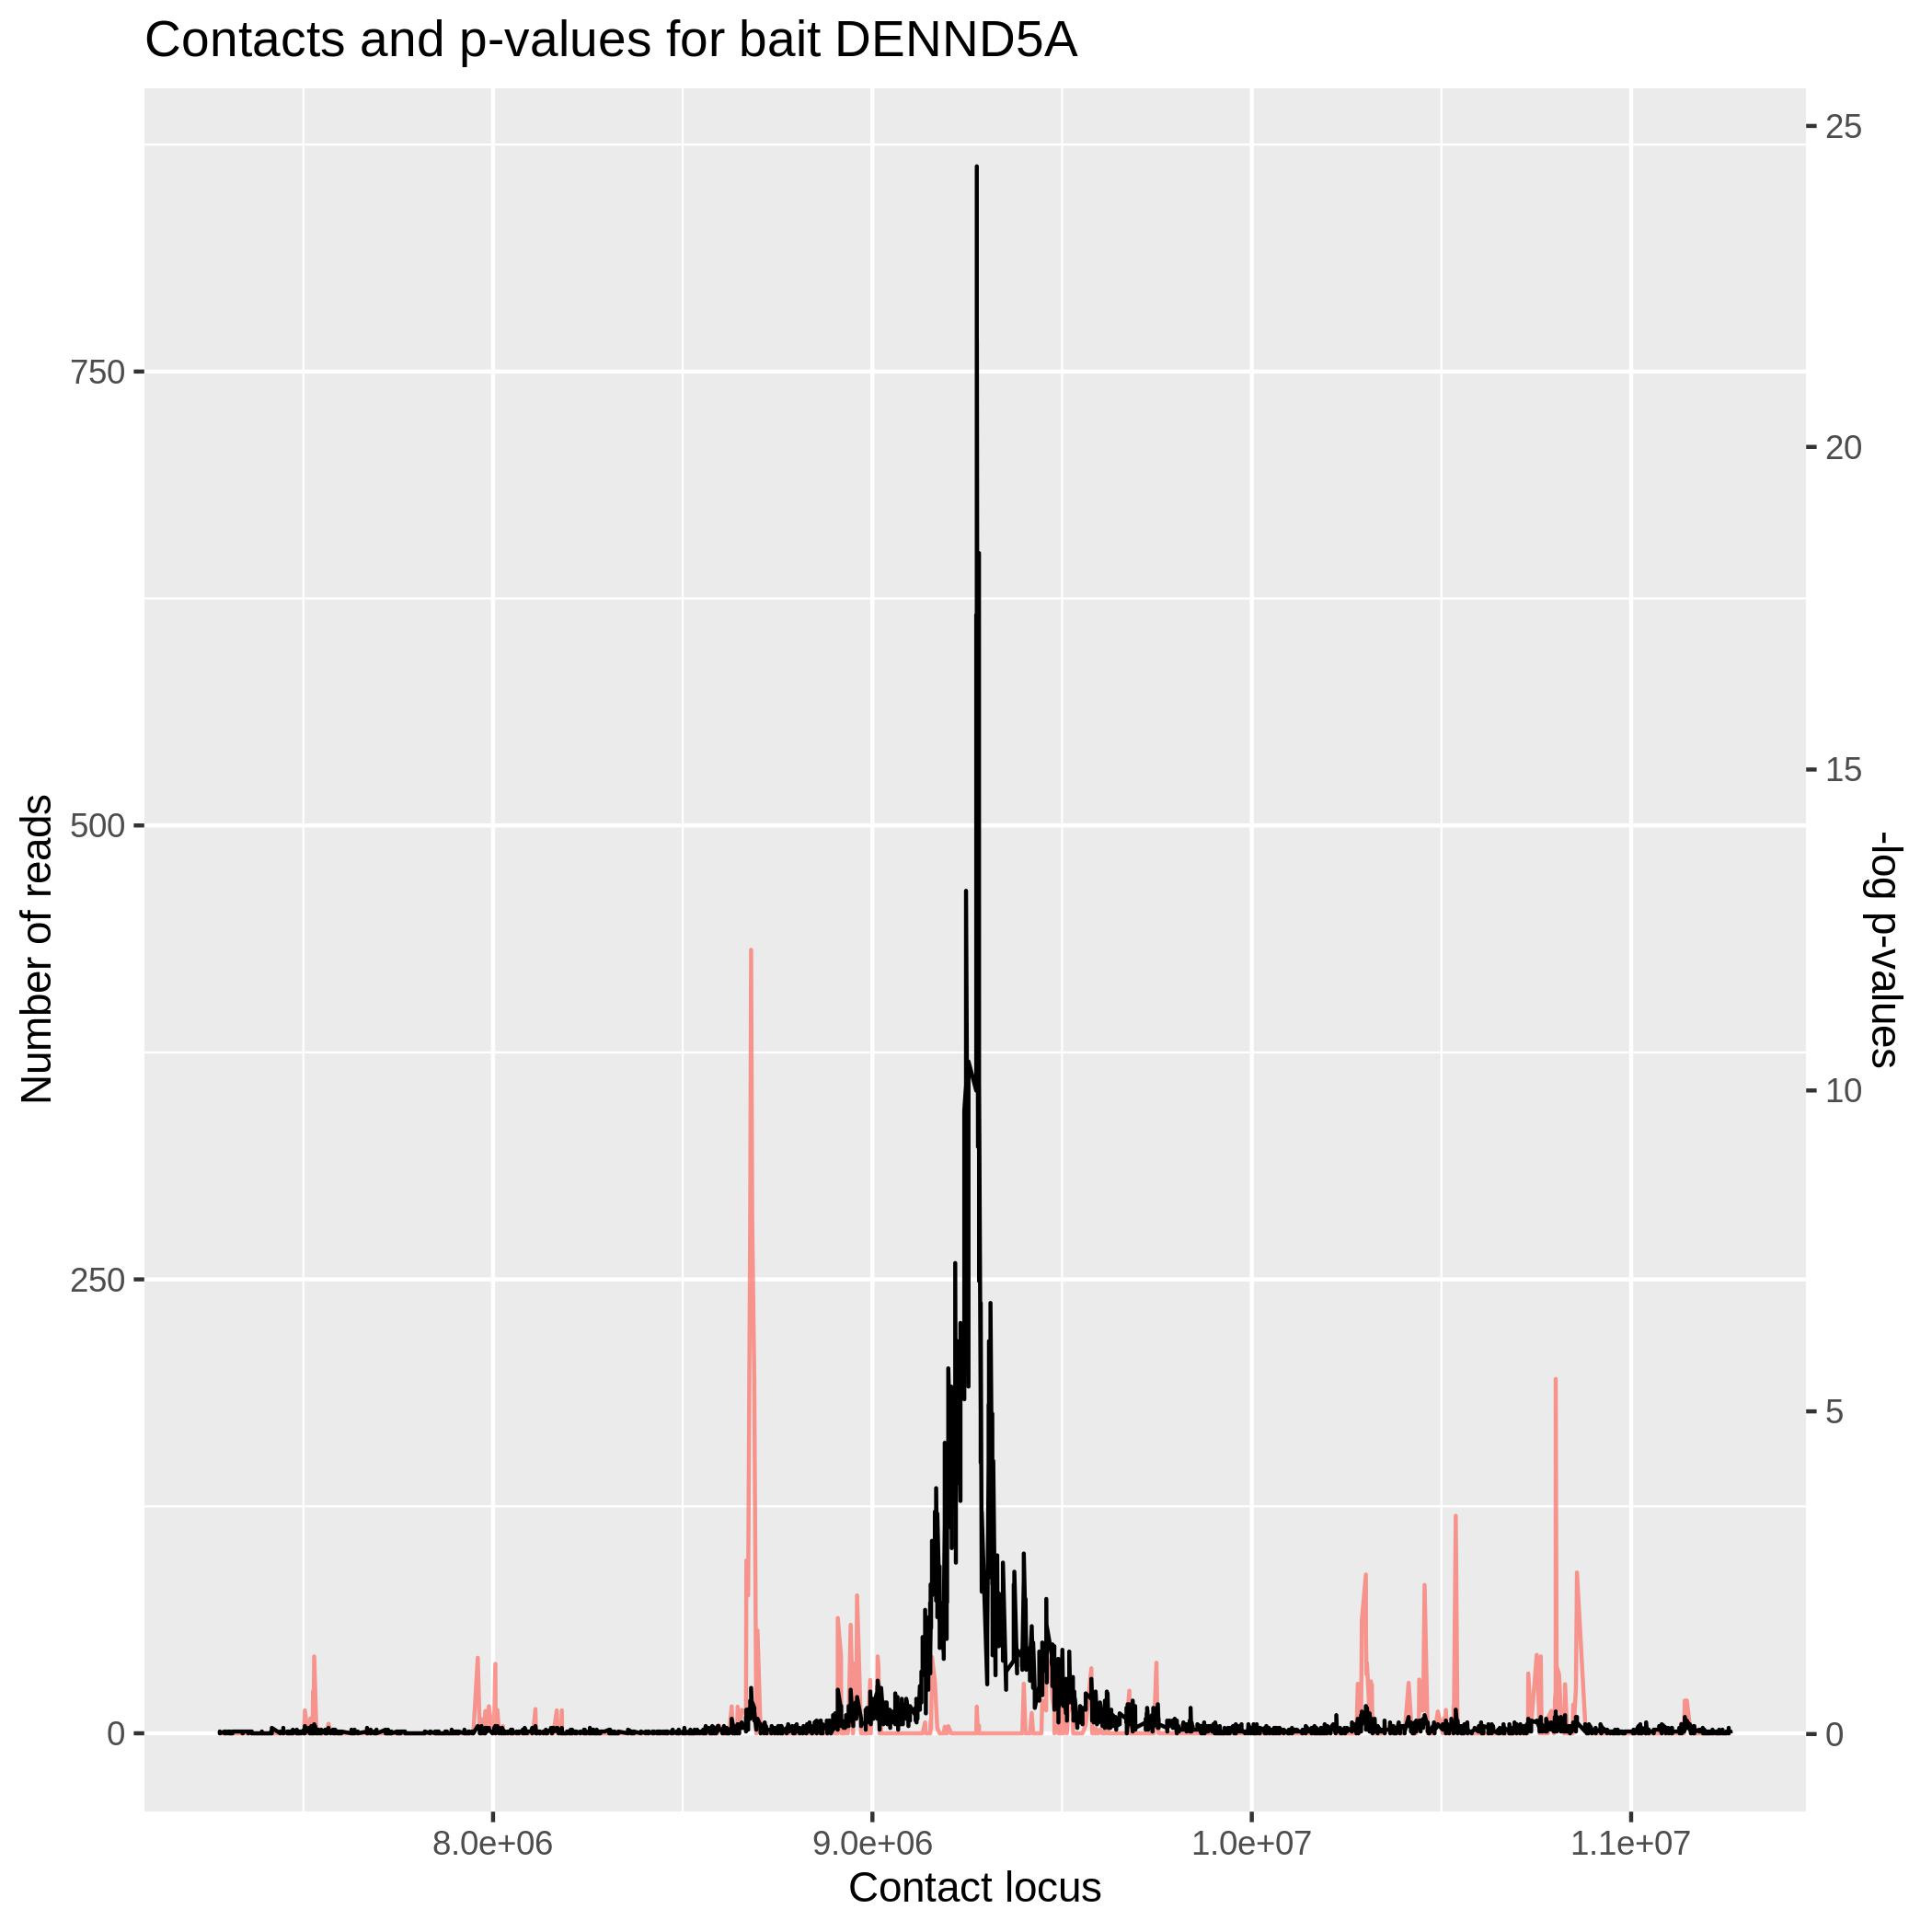 Contacts and p-values for bait DENND5A
Number of reads
750
500
250
0
25
20
15
10
5
0
-log p-values
8.0e+06
9.0e+06
1.0e+07
1.1e+07
Contact locus